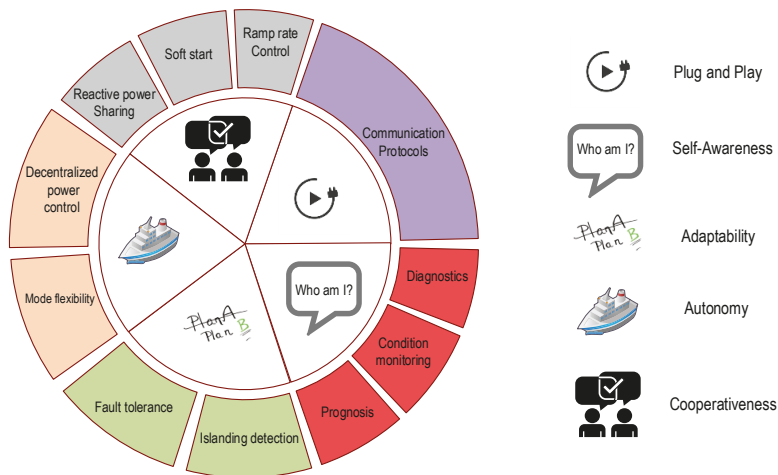 Ramp rate
Control
Soft start
Reactive power
Sharing
Decentralized
power
control
Mode flexibility
Fault tolerance
Islanding detection
Prognosis
Condition
monitoring
Diagnostics
Communication
Protocols
Who am I?
Plan A
Plan B
Plug and Play
Who am I?
Self-Awareness
Plan A
Plan B
Adaptability
Autonomy
Cooperativeness